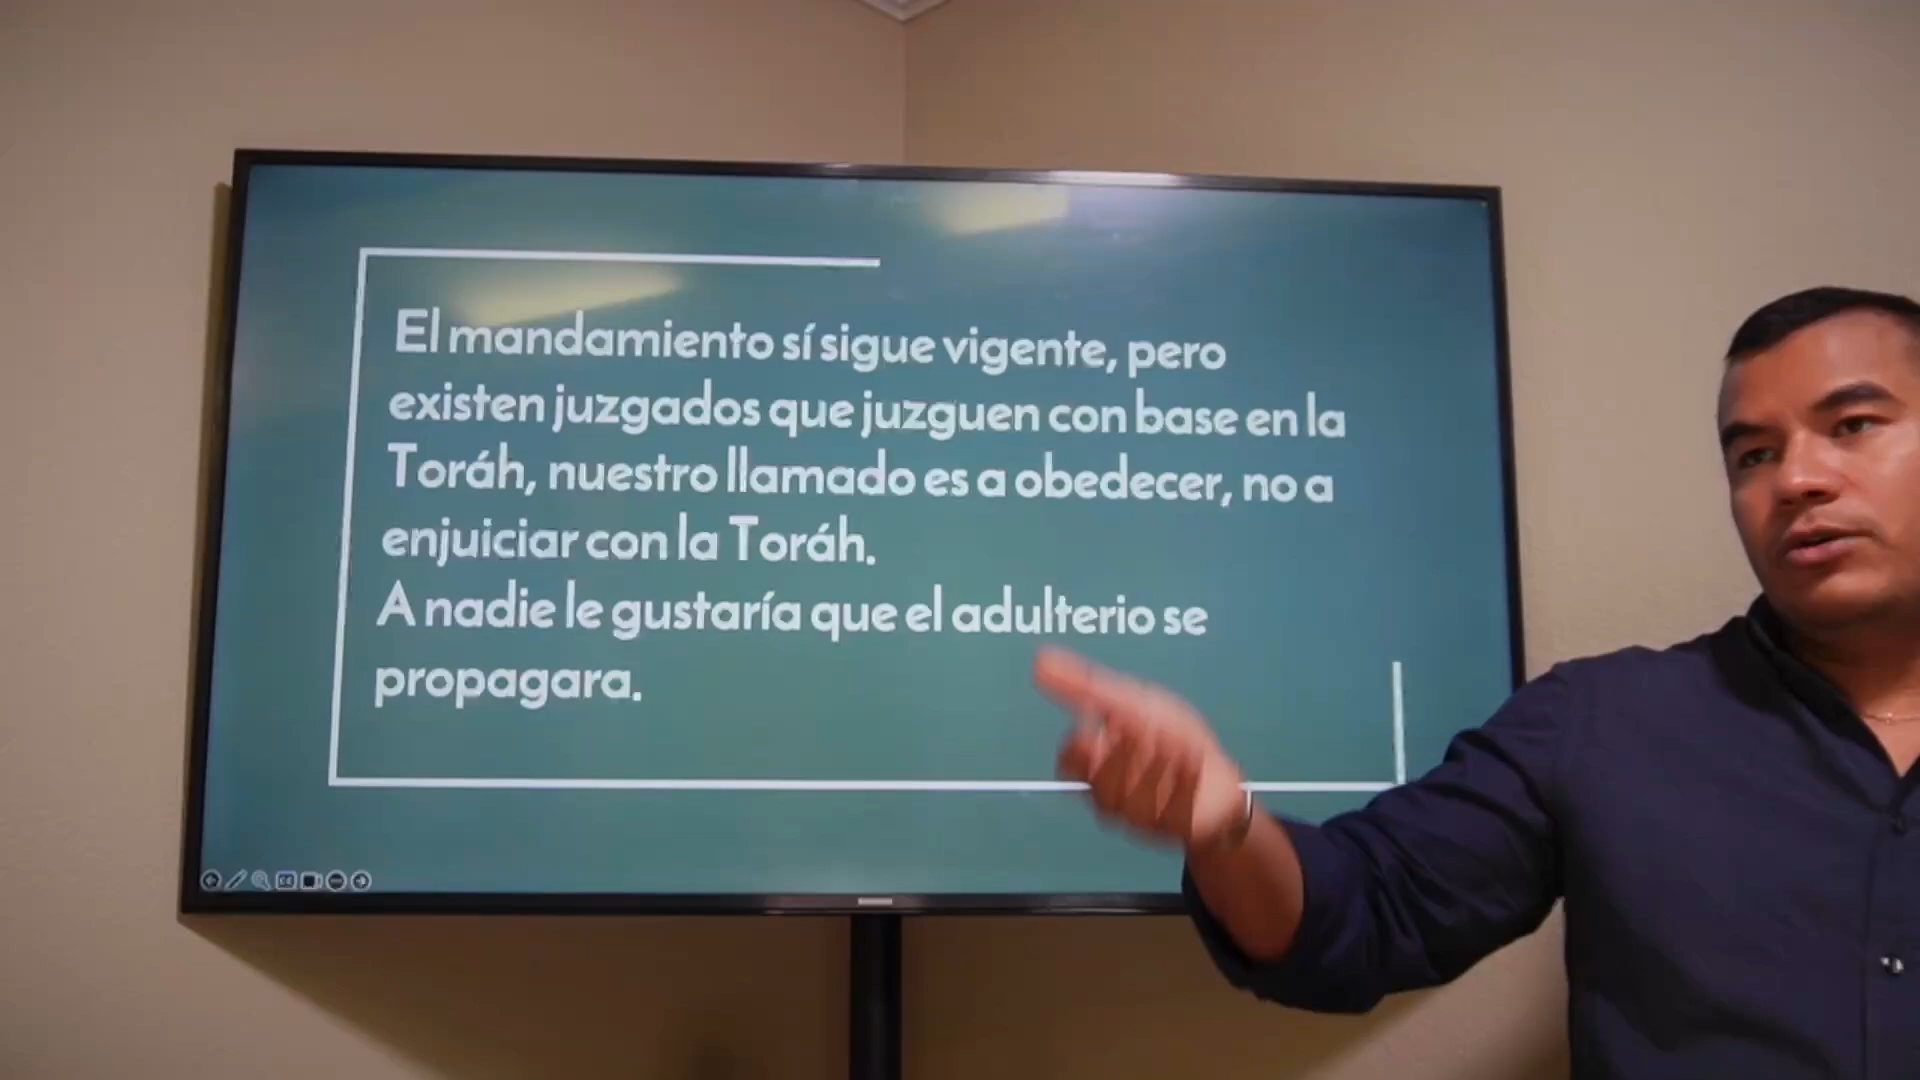 El mandamiento sí sigue vigente, pero
existen juzgados que juzguen con base en la
Toráh, nuestro llamado es a obedecer, no a
enjuiciar con la Toráh.
A nadie le gustaría que el adulterio se
propagara.